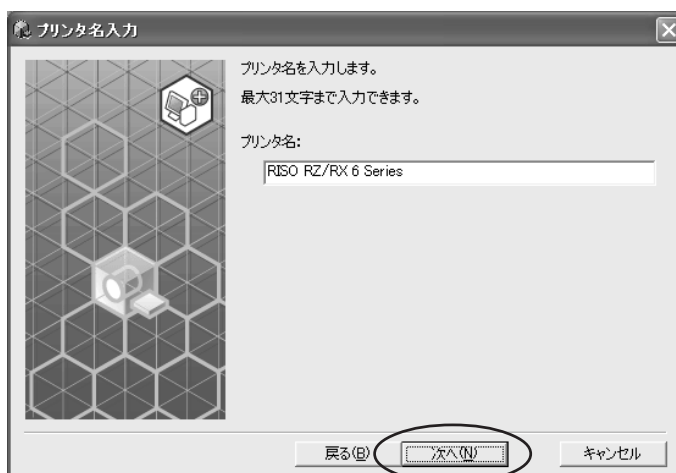 プリンタ名入力
プリンタ名を入力します。
最大31文字まで入力できます。
プリンタ名:
RISO RZ/RX 6 Series
戻る(B)
次へ(N)
キャンセル